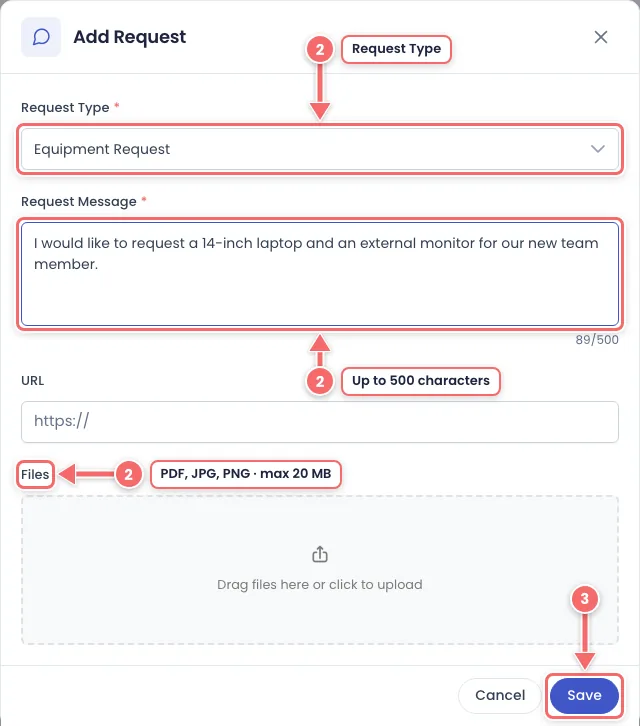 Add Request
2 Request Type
Request Type *
Equipment Request
Request Message *
I would like to request a 14-inch laptop and an external monitor for our new team
member.
89/500
2 Up to 500 characters
URL
https://
Files 2 PDF, JPG, PNG · max 20 MB
Drag files here or click to upload
3
Cancel Save